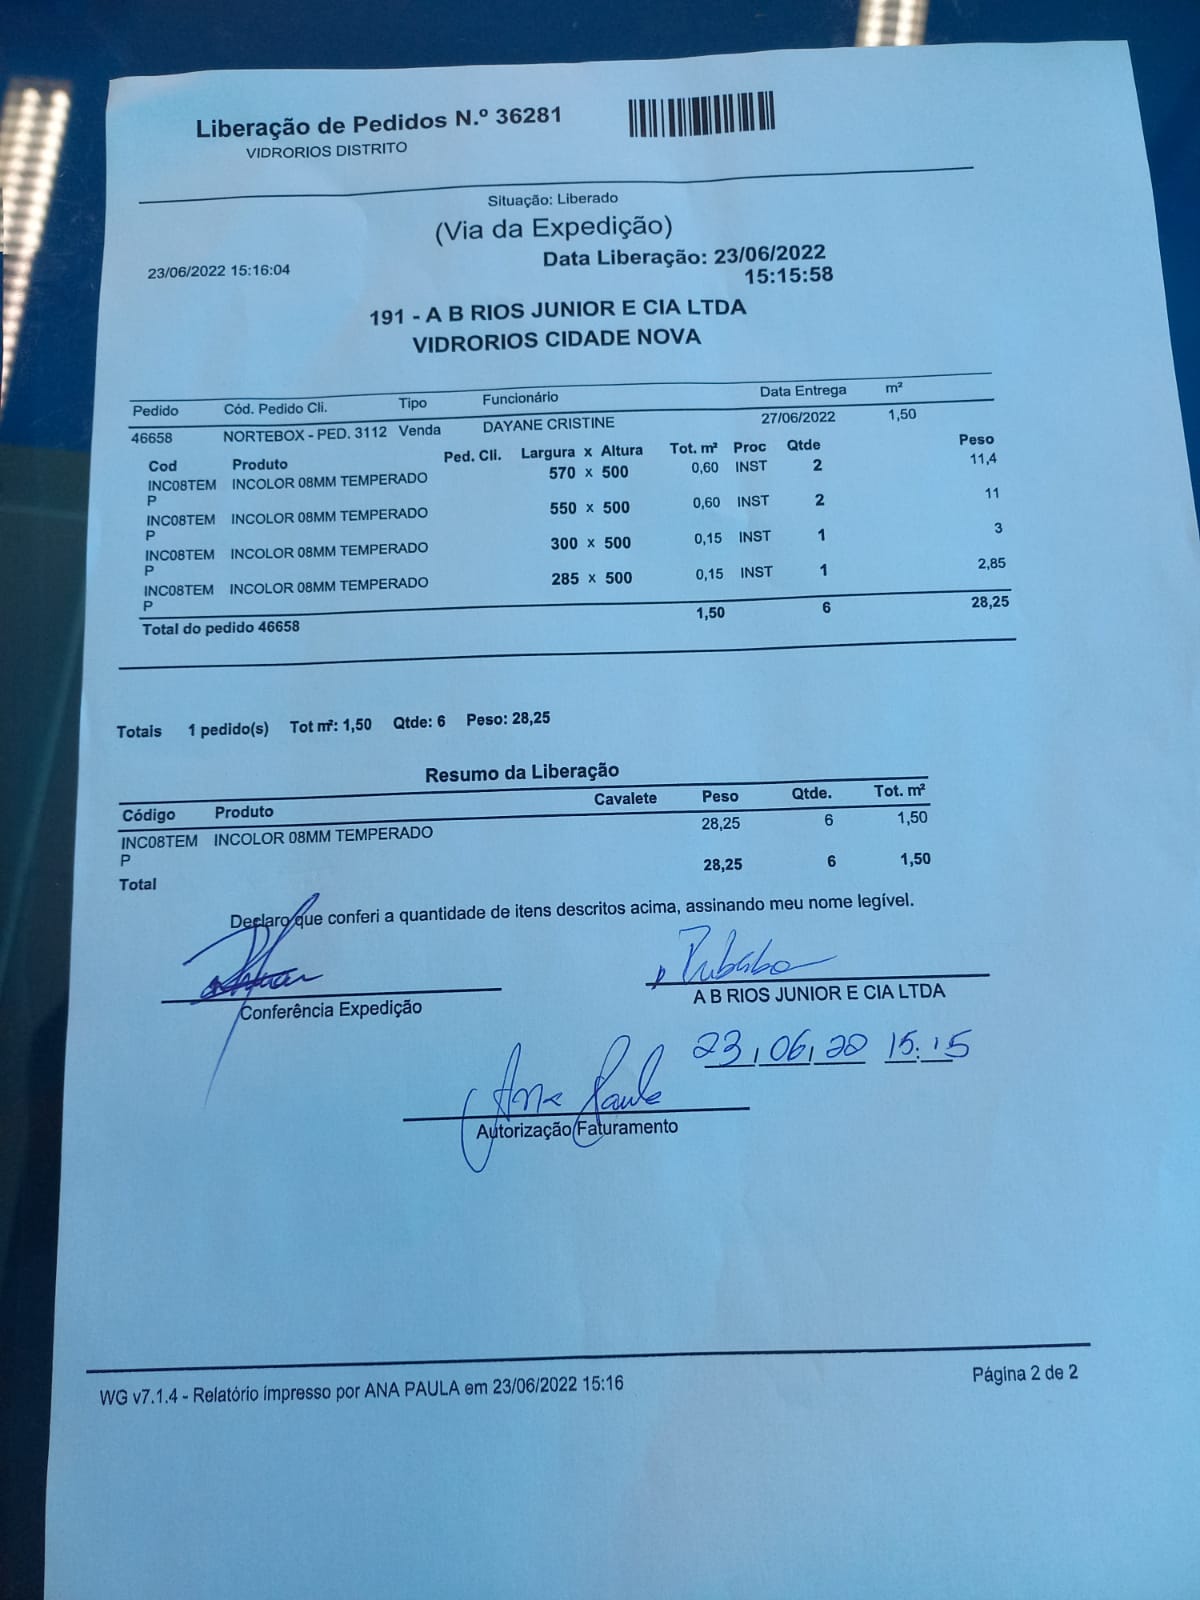 Liberação de Pedidos N.º 36281
VIDRORIOS DISTRITO
Situação: Liberado
(Via da Expedição)
23/06/2022 15:16:04
Data Liberação: 23/06/2022
15:15:58
191 - A B RIOS JUNIOR E CIA LTDA
VIDRORIOS CIDADE NOVA
Pedido Cód. Pedido Cli. Tipo Funcionário Data Entrega m²
46658 NORTEBOX - PED. 3112 Venda DAYANE CRISTINE 27/06/2022 1,50
Cod Produto Ped. Cli. Largura x Altura Tot. m² Proc Qtde Peso
INC08TEM INCOLOR 08MM TEMPERADO 570 x 500 0,60 INST 2 11,4
P
INC08TEM INCOLOR 08MM TEMPERADO 550 x 500 0,60 INST 2 11
P
INC08TEM INCOLOR 08MM TEMPERADO 300 x 500 0,15 INST 1 3
P
INC08TEM INCOLOR 08MM TEMPERADO 285 x 500 0,15 INST 1 2,85
P
Total do pedido 46658 1,50 6 28,25
Totais 1 pedido(s) Tot m²: 1,50 Qtde: 6 Peso: 28,25
Resumo da Liberação
Código Produto Cavalete Peso Qtde. Tot. m²
INC08TEM INCOLOR 08MM TEMPERADO 28,25 6 1,50
P
Total 28,25 6 1,50
Declaro que conferi a quantidade de itens descritos acima, assinando meu nome legível.
Conferência Expedição
A B RIOS JUNIOR E CIA LTDA
23,06,20 15:15
Ana Paula
Autorização Faturamento
WG v7.1.4 - Relatório impresso por ANA PAULA em 23/06/2022 15:16
Página 2 de 2